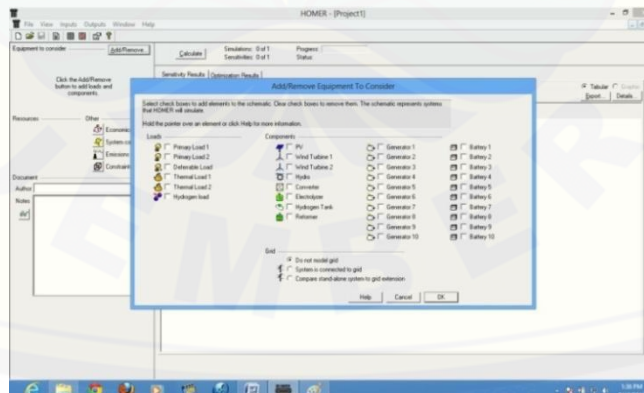 HOMER - [Project1]
File View Inputs Outputs Window Help
Equipment to consider
Add/Remove...
Calculate
Simulations: 0 of 1
Progress:
Sensitivities: 0 of 1
Status:
Click the Add/Remove
button to add loads and
components.
Sensitivity Results
Optimization Results
Tabular
Graphic
Export...
Details...
Resources
Other
Economic
System co
Emissions
Constraint
Document
Author
Notes
Add/Remove Equipment To Consider
Select check boxes to add elements to the schematic. Clear check boxes to remove them. The schematic represents systems
that HOMER will simulate.
Hold the pointer over an element or click Help for more information.
Loads
Primary Load 1
Primary Load 2
Deferrable Load
Thermal Load 1
Thermal Load 2
Hydrogen load
Components
PV
Wind Turbine 1
Wind Turbine 2
Hydro
Converter
Electrolyzer
Hydrogen Tank
Reformer
Generator 1
Generator 2
Generator 3
Generator 4
Generator 5
Generator 6
Generator 7
Generator 8
Generator 9
Generator 10
Battery 1
Battery 2
Battery 3
Battery 4
Battery 5
Battery 6
Battery 7
Battery 8
Battery 9
Battery 10
Grid
Do not model grid
System is connected to grid
Compare stand-alone system to grid extension
Help
Cancel
OK
5:06 PM